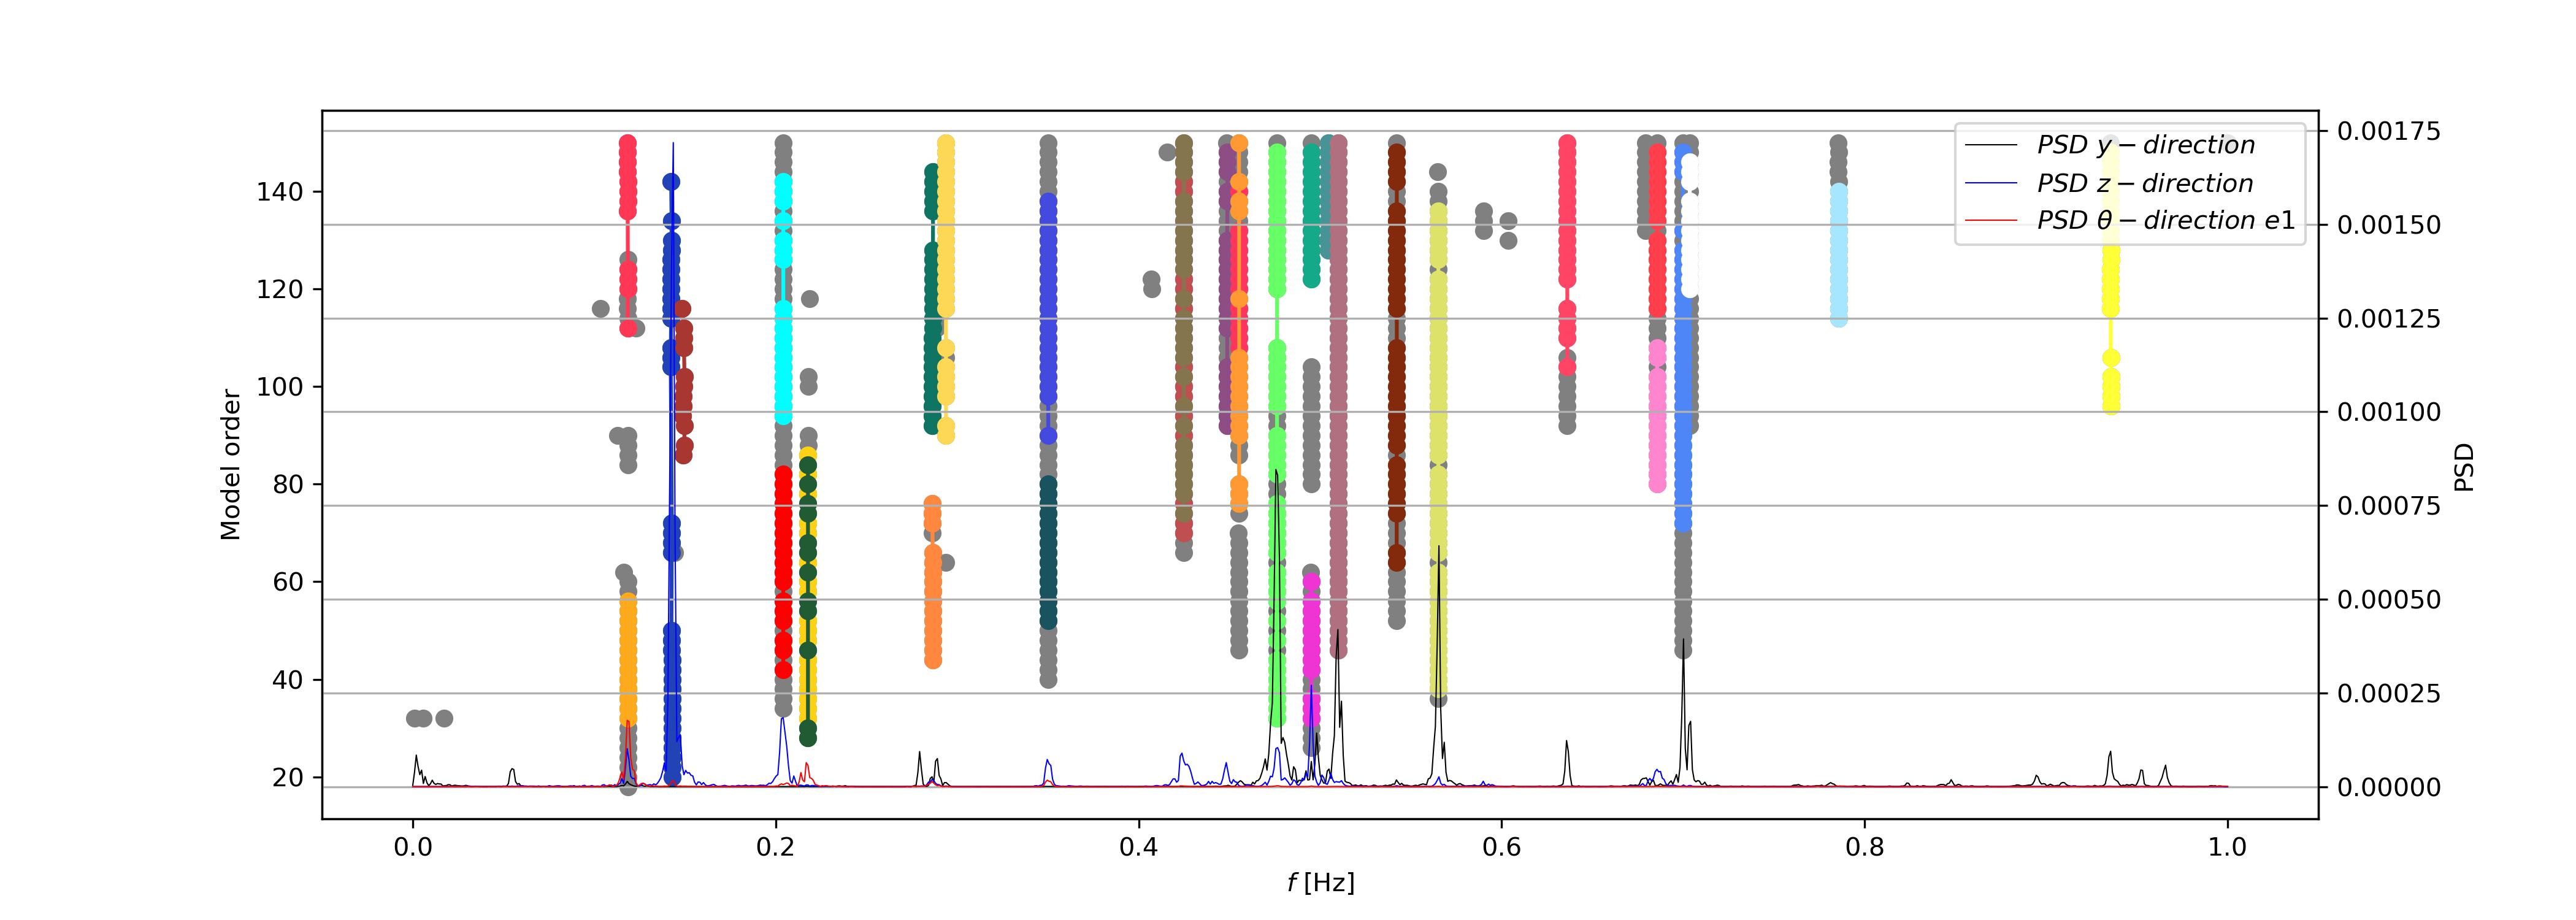 PSD y − direction
PSD z − direction
PSD θ − direction e1
140
120
100
80
60
40
20
Model order
0.00175
0.00150
0.00125
0.00100
0.00075
0.00050
0.00025
0.00000
PSD
0.0 0.2 0.4 0.6 0.8 1.0
f [Hz]